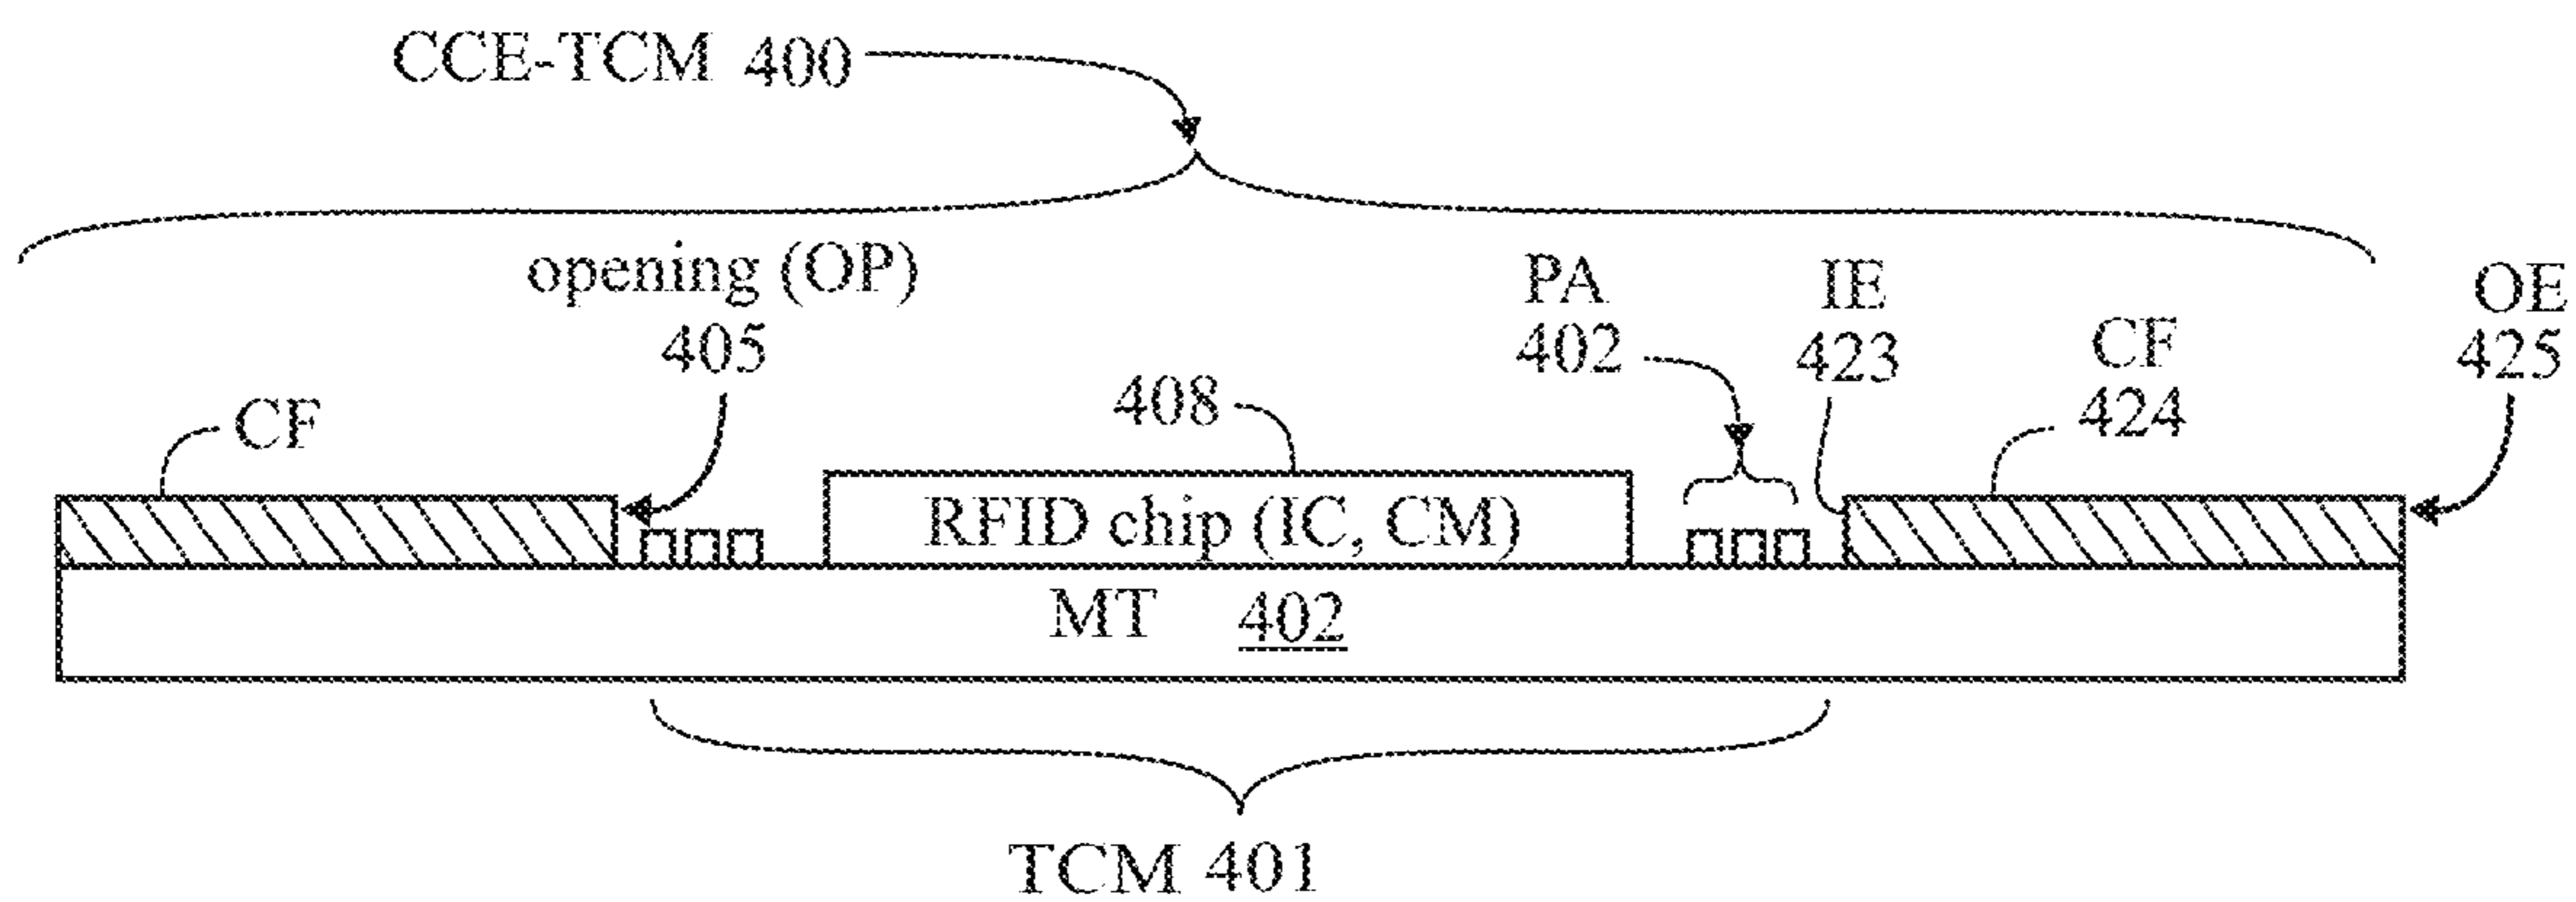 CCE-TCM 400
opening (OP)
405
PA
402
IE
423
CF
424
OE
425
CF
408
RFID chip (IC, CM)
MT 402
TCM 401